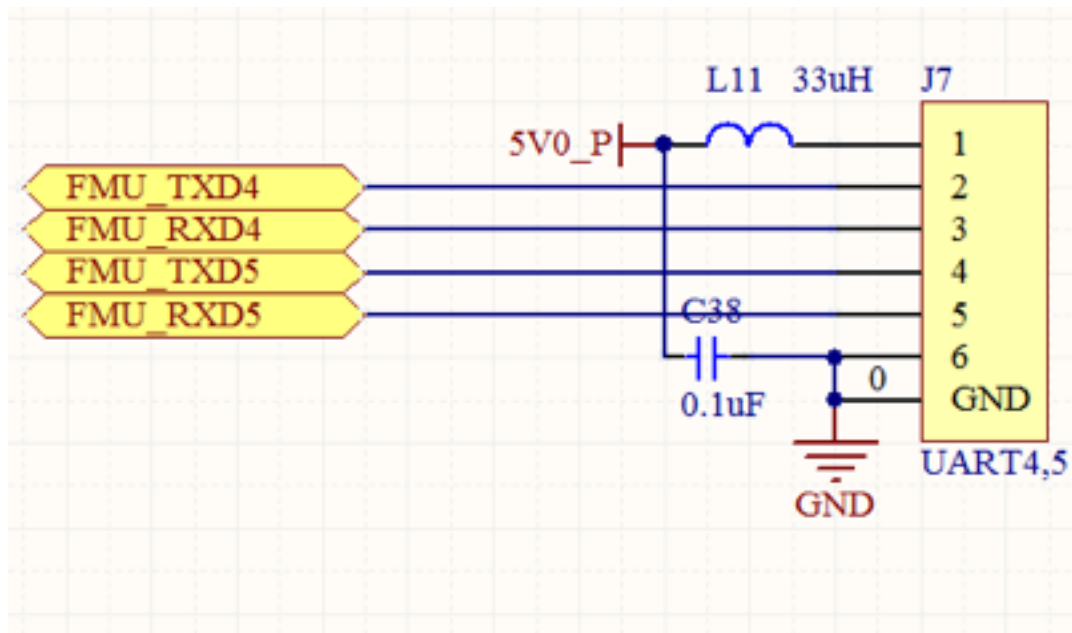 L11 33uH J7
5V0_P 1
FMU_TXD4 2
FMU_RXD4 3
FMU_TXD5 4
FMU_RXD5 5
C38
6
0.1uF 0 GND
UART4,5
GND